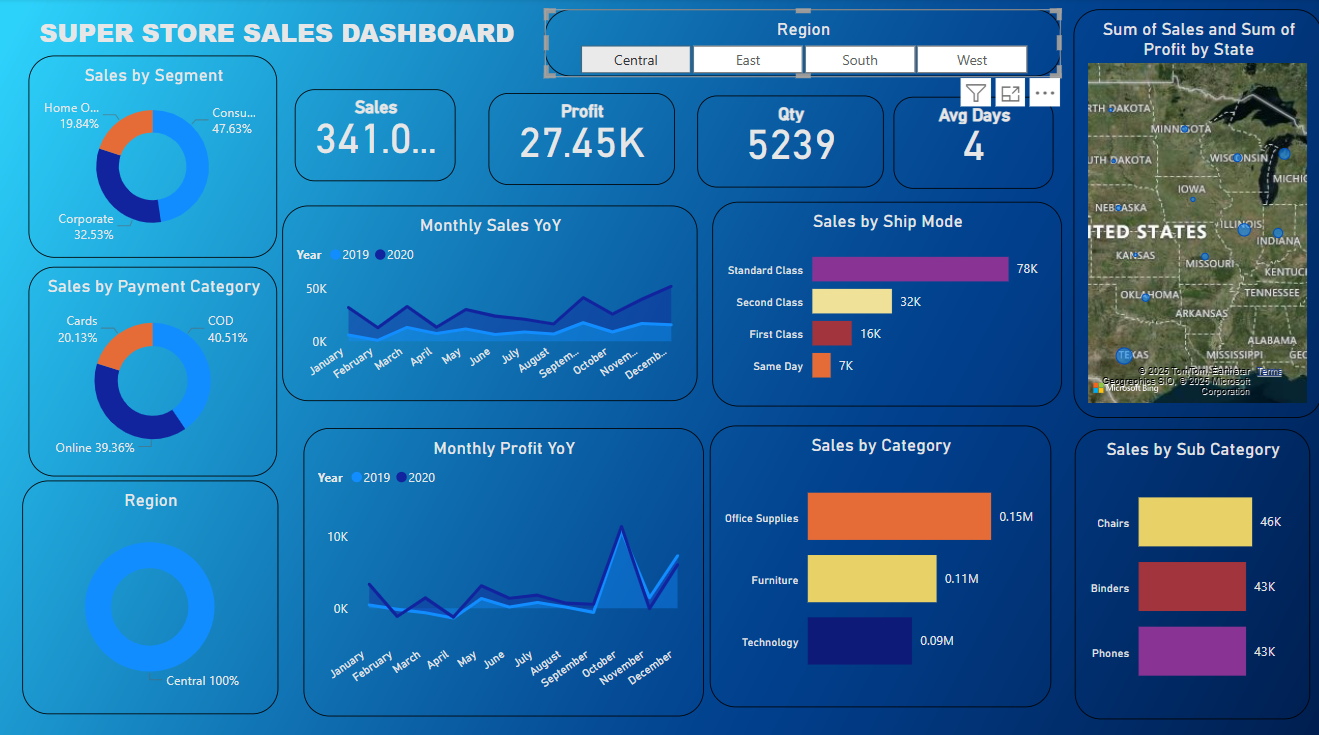 SUPER STORE SALES DASHBOARD
Region
Central
East
South
West
Sales by Segment
Home O...
19.84%
Consu...
47.63%
Corporate
32.53%
Sales
341.0...
Profit
27.45K
Qty
5239
Avg Days
4
Sum of Sales and Sum of
Profit by State
RTH DAKOTA
MINNESOTA
UTH DAKOTA
WISCONSIN
MICHIG
IOWA
NEBRASKA
ILLINOIS
ITED STATES
INDIANA
KANSAS
MISSOURI
KENTUC
OKLAHOMA
TENNESSEE
ARKANSAS
ALABAMA
TEXAS
MISSISSIPPI
GEO
© 2025 TomTom, Earthstar
Geographics SIO, © 2025 Microsoft
Corporation
Terms
Microsoft Bing
Monthly Sales YoY
Year
2019
2020
50K
0K
January
February
March
April
May
June
July
August
Septem...
October
Novem...
Decemb...
Sales by Ship Mode
Standard Class
78K
Second Class
32K
First Class
16K
Same Day
7K
Sales by Payment Category
Cards
20.13%
COD
40.51%
Online 39.36%
Region
Central 100%
Monthly Profit YoY
Year
2019
2020
10K
0K
January
February
March
April
May
June
July
August
September
October
November
December
Sales by Category
Office Supplies
0.15M
Furniture
0.11M
Technology
0.09M
Sales by Sub Category
Chairs
46K
Binders
43K
Phones
43K